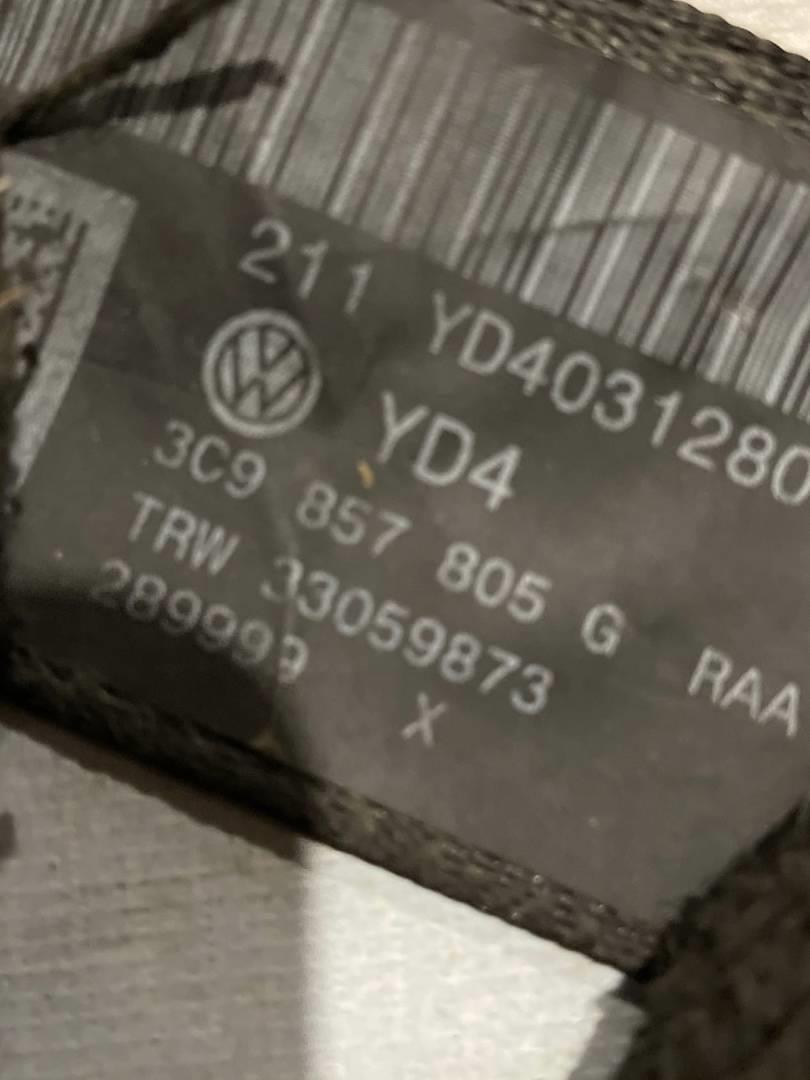 211 YD4031280
YD4
3C9 857 805 G RAA
TRW 33059873
289999
X